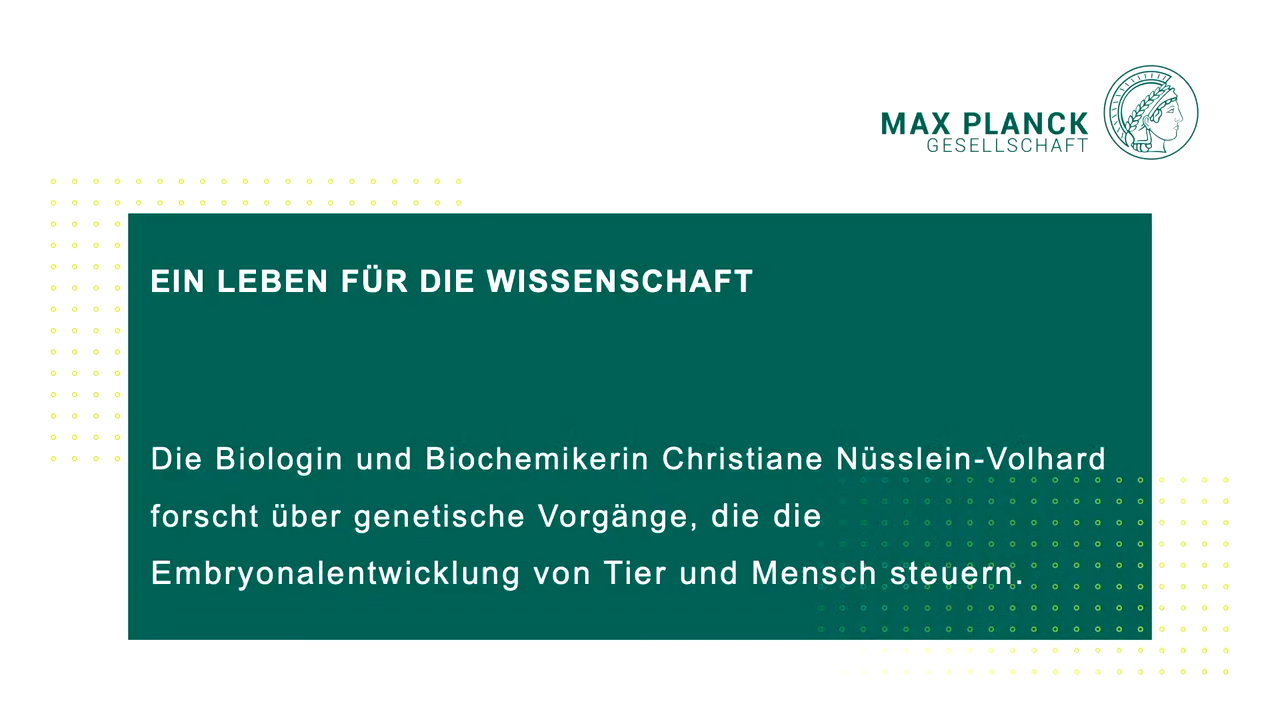 MAX PLANCK
GESELLSCHAFT
EIN LEBEN FÜR DIE WISSENSCHAFT
Die Biologin und Biochemikerin Christiane Nüsslein-Volhard
forscht über genetische Vorgänge, die die
Embryonalentwicklung von Tier und Mensch steuern.